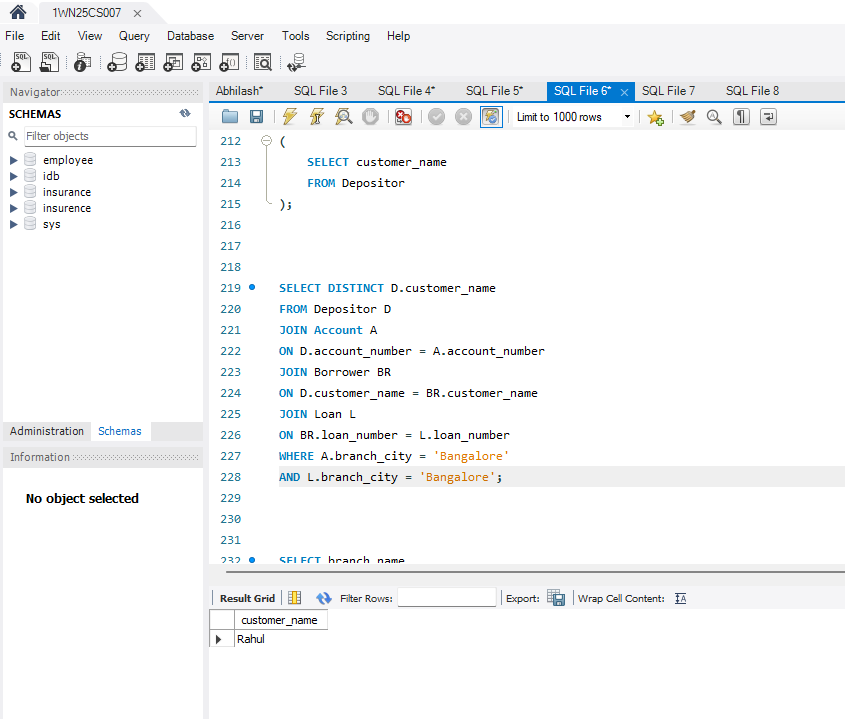 1WN25CS007
File Edit View Query Database Server Tools Scripting Help
Navigator
SCHEMAS
Filter objects
employee
idb
insurance
insurence
sys
Administration Schemas
Information
No object selected
Abhilash* SQL File 3 SQL File 4* SQL File 5* SQL File 6* SQL File 7 SQL File 8
Limit to 1000 rows
212 (
213 SELECT customer_name
214 FROM Depositor
215 );
216
217
218
219 SELECT DISTINCT D.customer_name
220 FROM Depositor D
221 JOIN Account A
222 ON D.account_number = A.account_number
223 JOIN Borrower BR
224 ON D.customer_name = BR.customer_name
225 JOIN Loan L
226 ON BR.loan_number = L.loan_number
227 WHERE A.branch_city = 'Bangalore'
228 AND L.branch_city = 'Bangalore';
229
230
231
232 SELECT branch_name
Result Grid Filter Rows: Export: Wrap Cell Content:
customer_name
Rahul